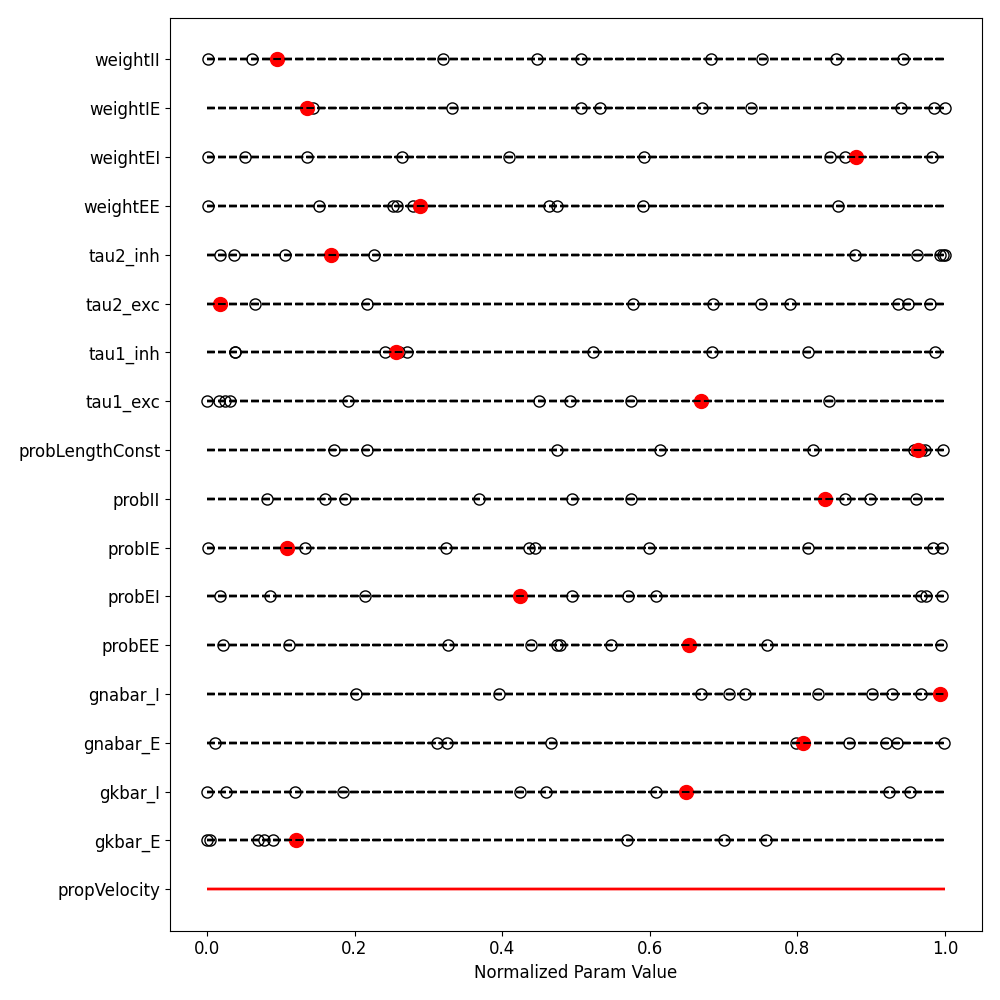 weightII
weightIE
weightEI
weightEE
tau2_inh
tau2_exc
tau1_inh
tau1_exc
probLengthConst
probII
probIE
probEI
probEE
gnabar_I
gnabar_E
gkbar_I
gkbar_E
propVelocity
0.0 0.2 0.4 0.6 0.8 1.0
Normalized Param Value